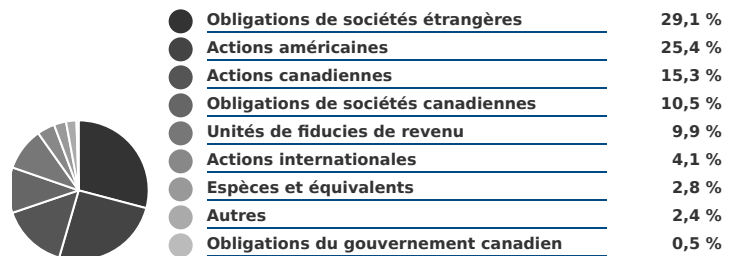 Obligations de sociétés étrangères 29,1 %
Actions américaines 25,4 %
Actions canadiennes 15,3 %
Obligations de sociétés canadiennes 10,5 %
Unités de fiducies de revenu 9,9 %
Actions internationales 4,1 %
Espèces et équivalents 2,8 %
Autres 2,4 %
Obligations du gouvernement canadien 0,5 %